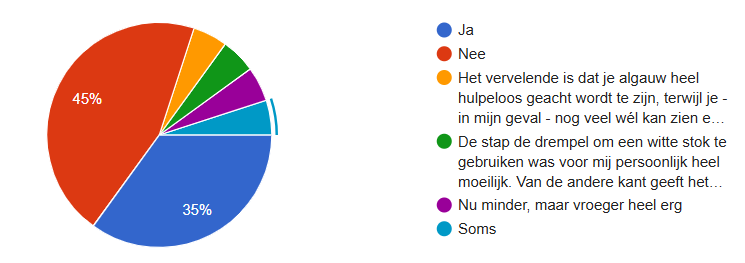 45%
35%
Ja
Nee
Het vervelende is dat je algauw heel
hulpeloos geacht wordt te zijn, terwijl je -
in mijn geval - nog veel wél kan zien e…
De stap de drempel om een witte stok te
gebruiken was voor mij persoonlijk heel
moeilijk. Van de andere kant geeft het…
Nu minder, maar vroeger heel erg
Soms